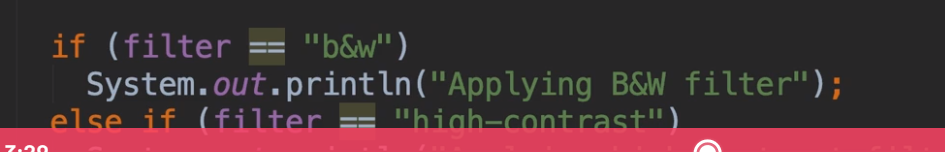 if (filter == "b&w")
System.out.println("Applying B&W filter");
else if (filter == "high-contrast")